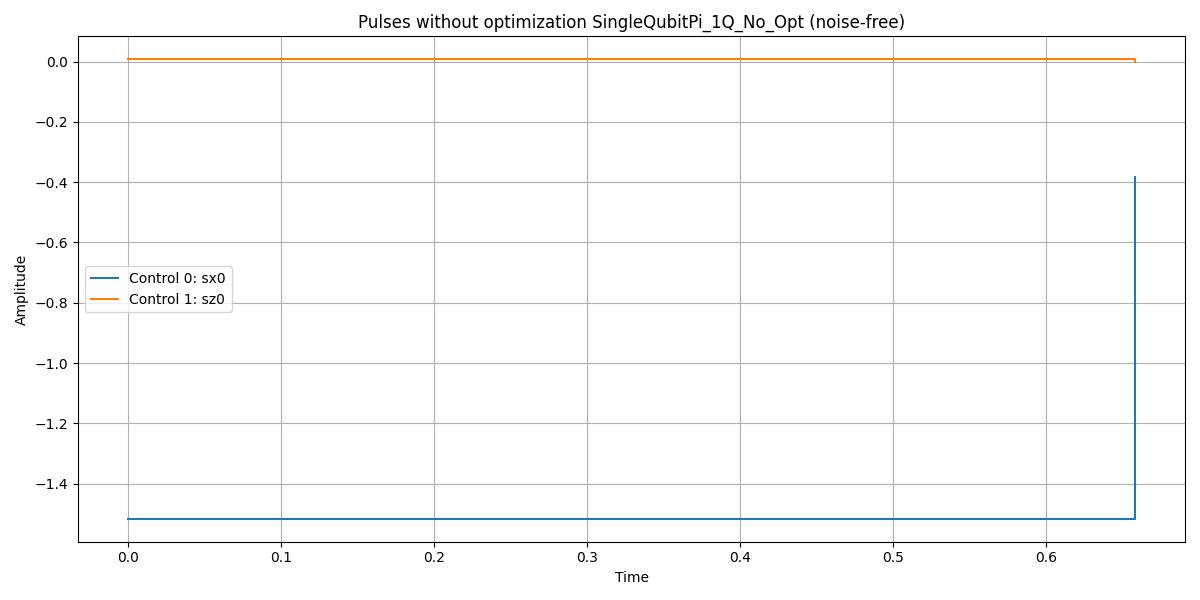 Pulses without optimization SingleQubitPi_1Q_No_Opt (noise-free)
Amplitude
0.0
−0.2
−0.4
−0.6
−0.8
−1.0
−1.2
−1.4
Control 0: sx0
Control 1: sz0
0.0 0.1 0.2 0.3 0.4 0.5 0.6
Time